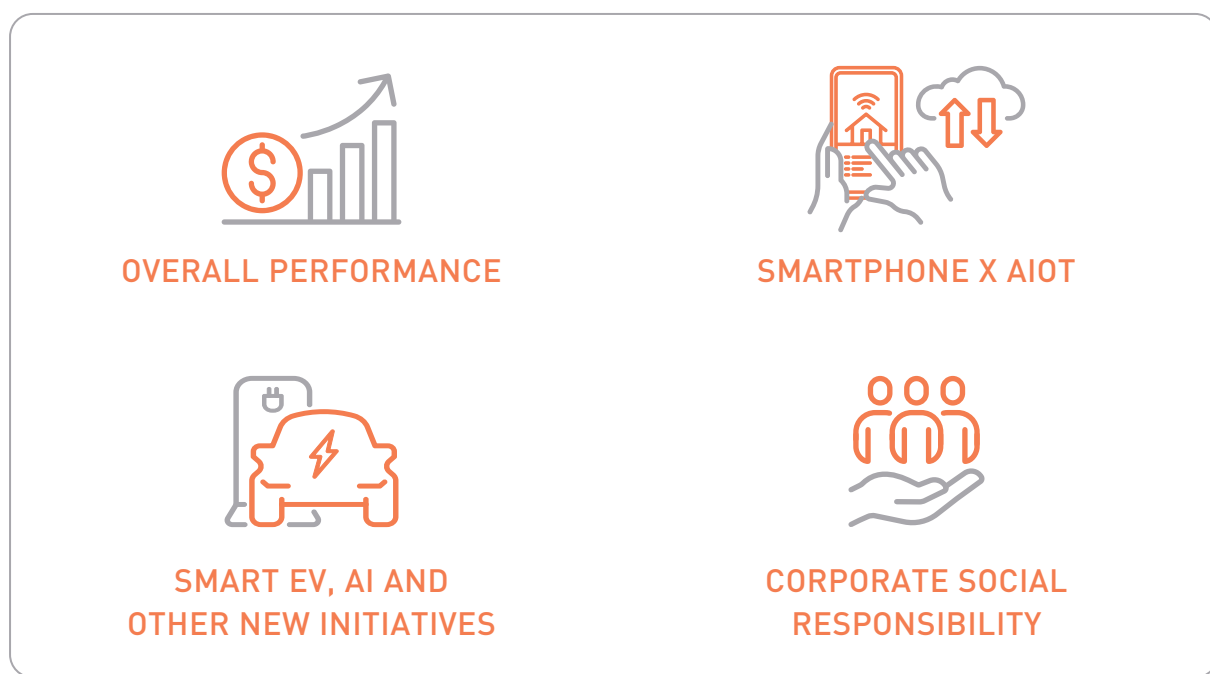 $
OVERALL PERFORMANCE
SMARTPHONE X AIOT
SMART EV, AI AND
OTHER NEW INITIATIVES
CORPORATE SOCIAL
RESPONSIBILITY